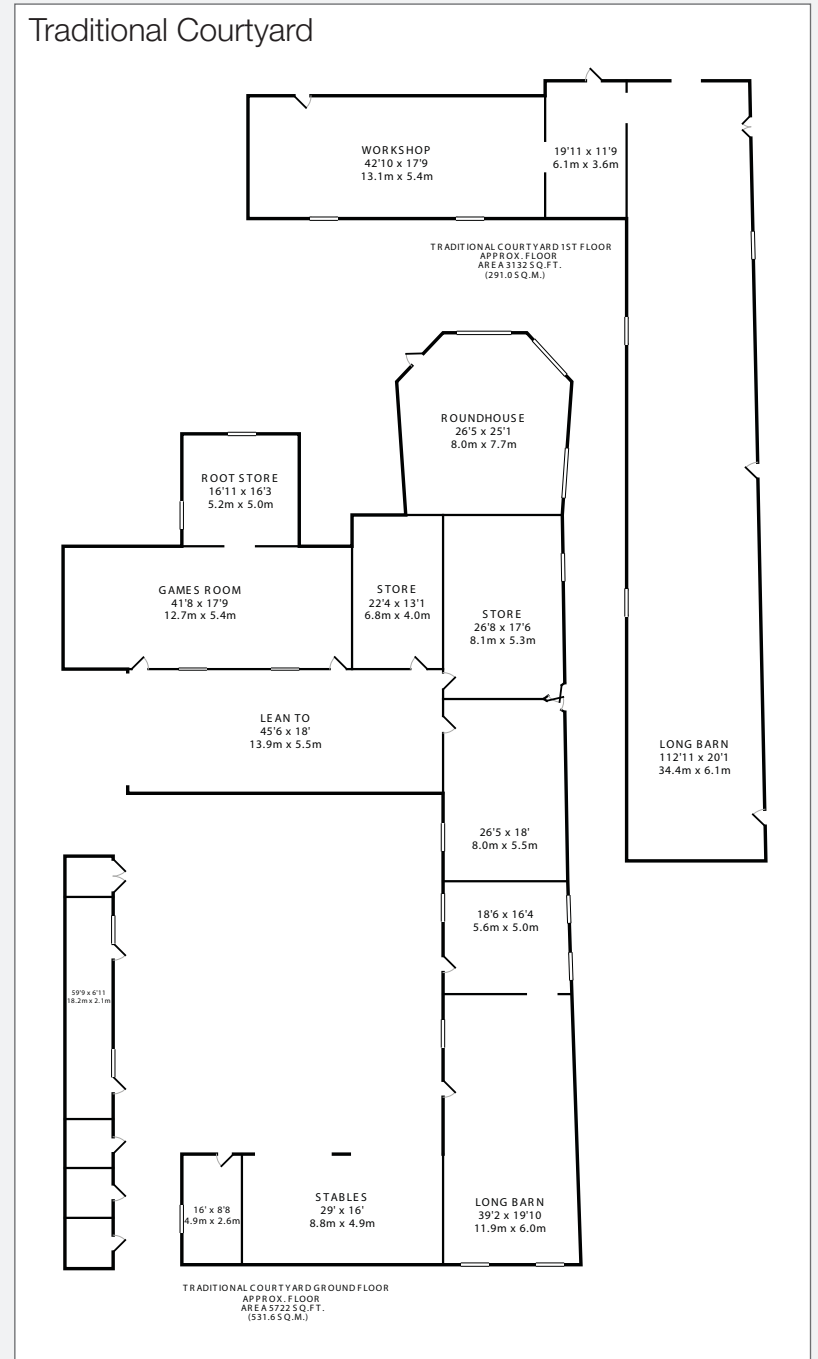 Traditional Courtyard
WORKSHOP
42'10 x 17'9
13.1m x 5.4m
19'11 x 11'9
6.1m x 3.6m
TRADITIONAL COURTYARD 1ST FLOOR
APPROX. FLOOR
AREA 3132 SQ.FT.
(291.0 SQ.M.)
ROUNDHOUSE
26'5 x 25'1
8.0m x 7.7m
ROOT STORE
16'11 x 16'3
5.2m x 5.0m
GAMES ROOM
41'8 x 17'9
12.7m x 5.4m
STORE
22'4 x 13'1
6.8m x 4.0m
STORE
26'8 x 17'6
8.1m x 5.3m
LEAN TO
45'6 x 18'
13.9m x 5.5m
LONG BARN
112'11 x 20'1
34.4m x 6.1m
26'5 x 18'
8.0m x 5.5m
18'6 x 16'4
5.6m x 5.0m
59'9 x 6'11
18.2m x 2.1m
16' x 8'8
4.9m x 2.6m
STABLES
29' x 16'
8.8m x 4.9m
LONG BARN
39'2 x 19'10
11.9m x 6.0m
TRADITIONAL COURTYARD GROUND FLOOR
APPROX. FLOOR
AREA 5722 SQ.FT.
(531.6 SQ.M.)